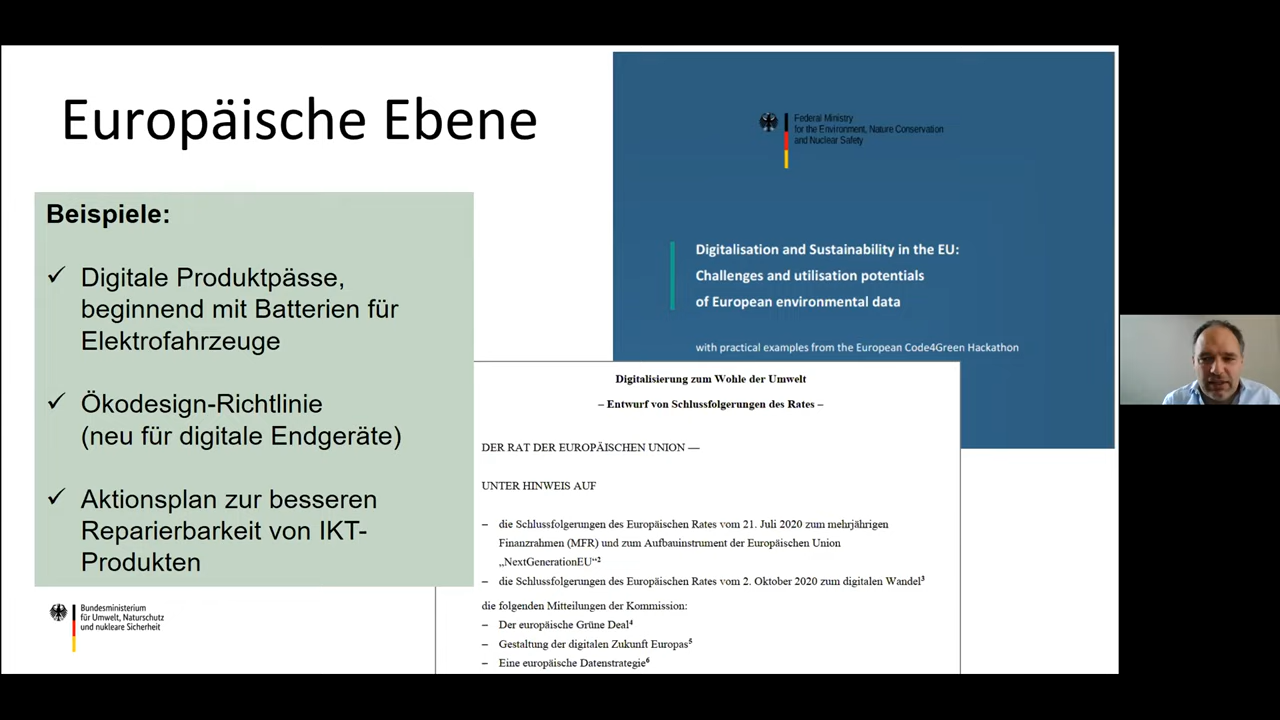 Europäische Ebene
Beispiele:
✓ Digitale Produktpässe,
beginnend mit Batterien für
Elektrofahrzeuge
✓ Ökodesign-Richtlinie
(neu für digitale Endgeräte)
✓ Aktionsplan zur besseren
Reparierbarkeit von IKT-
Produkten
Bundesministerium
für Umwelt, Naturschutz
und nukleare Sicherheit
Federal Ministry
for the Environment, Nature Conservation
and Nuclear Safety
Digitalisation and Sustainability in the EU:
Challenges and utilisation potentials
of European environmental data
with practical examples from the European Code4Green Hackathon
Digitalisierung zum Wohle der Umwelt
– Entwurf von Schlussfolgerungen des Rates –
DER RAT DER EUROPÄISCHEN UNION —
UNTER HINWEIS AUF
– die Schlussfolgerungen des Europäischen Rates vom 21. Juli 2020 zum mehrjährigen
Finanzrahmen (MFR) und zum Aufbauinstrument der Europäischen Union
„NextGenerationEU“²
– die Schlussfolgerungen des Europäischen Rates vom 2. Oktober 2020 zum digitalen Wandel³
die folgenden Mitteilungen der Kommission:
– Der europäische Grüne Deal⁴
– Gestaltung der digitalen Zukunft Europas⁵
– Eine europäische Datenstrategie⁶